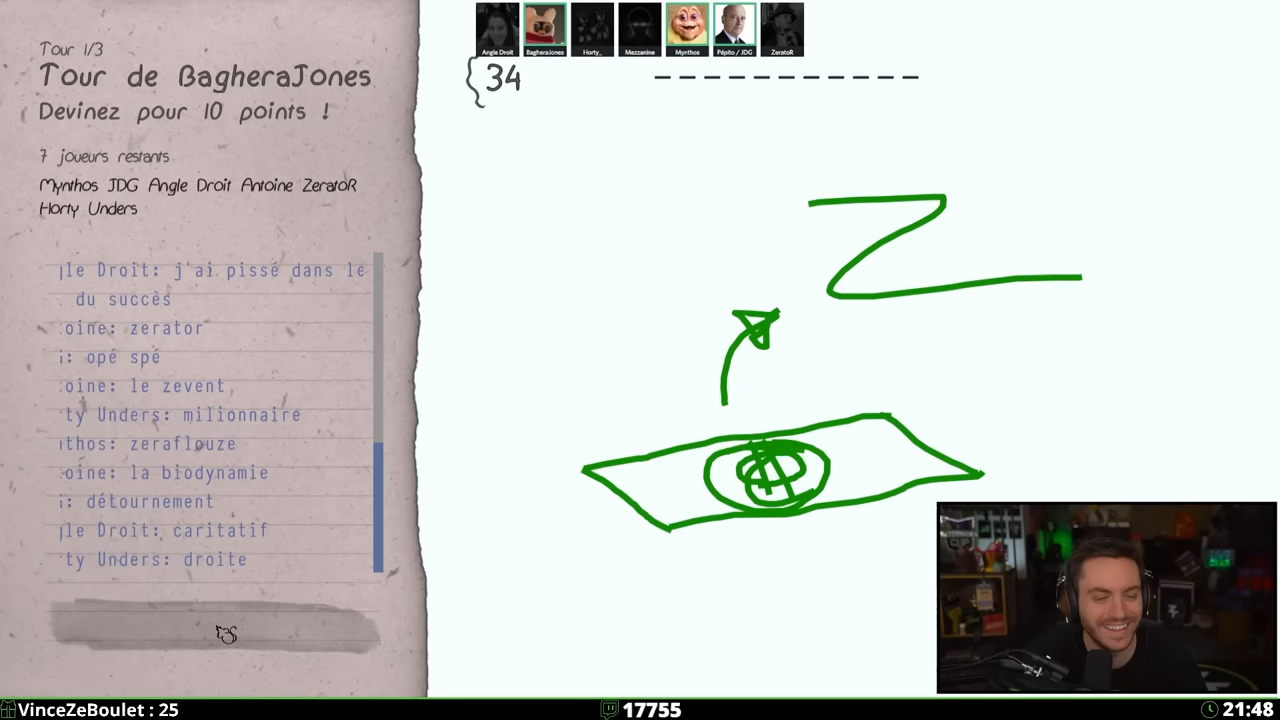 Angle Droit
BagheraJones
Horty_
Mezzanine
Mynthos
Pépito / JDG
ZeratoR
Tour 1/3
Tour de BagheraJones
Devinez pour 10 points !
34
7 joueurs restants
Mynthos JDG Angle Droit Antoine ZeratoR
Horty Unders
le Droit: j'ai pissé dans le
du succès
oine: zerator
i: opé spé
oine: le zevent
ty Unders: milionnaire
thos: zeraflouze
oine: la biodynamie
i: détournement
le Droit: caritatif
ty Unders: droite
Z
VinceZeBoulet : 25
17755
21:48